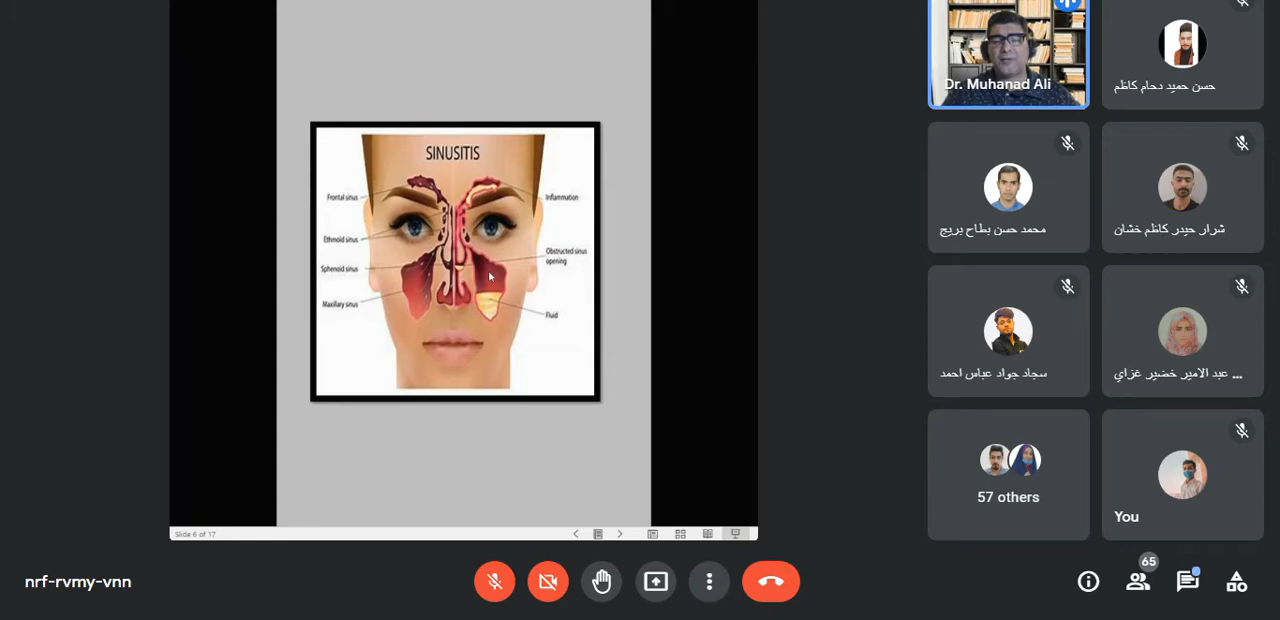 SINUSITIS
Frontal sinus
Inflammation
Ethmoid sinus
Obstructed sinus
opening
Sphenoid sinus
Maxillary sinus
Fluid
Slide 6 of 17
Dr. Muhanad Ali
حسن حميد دحام كاظم
محمد حسن بطاح بريج
شرار حيدر كاظم خشان
سجاد جواد عباس احمد
عبد الامير خضير غزاي ...
57 others
You
nrf-rvmy-vnn
65